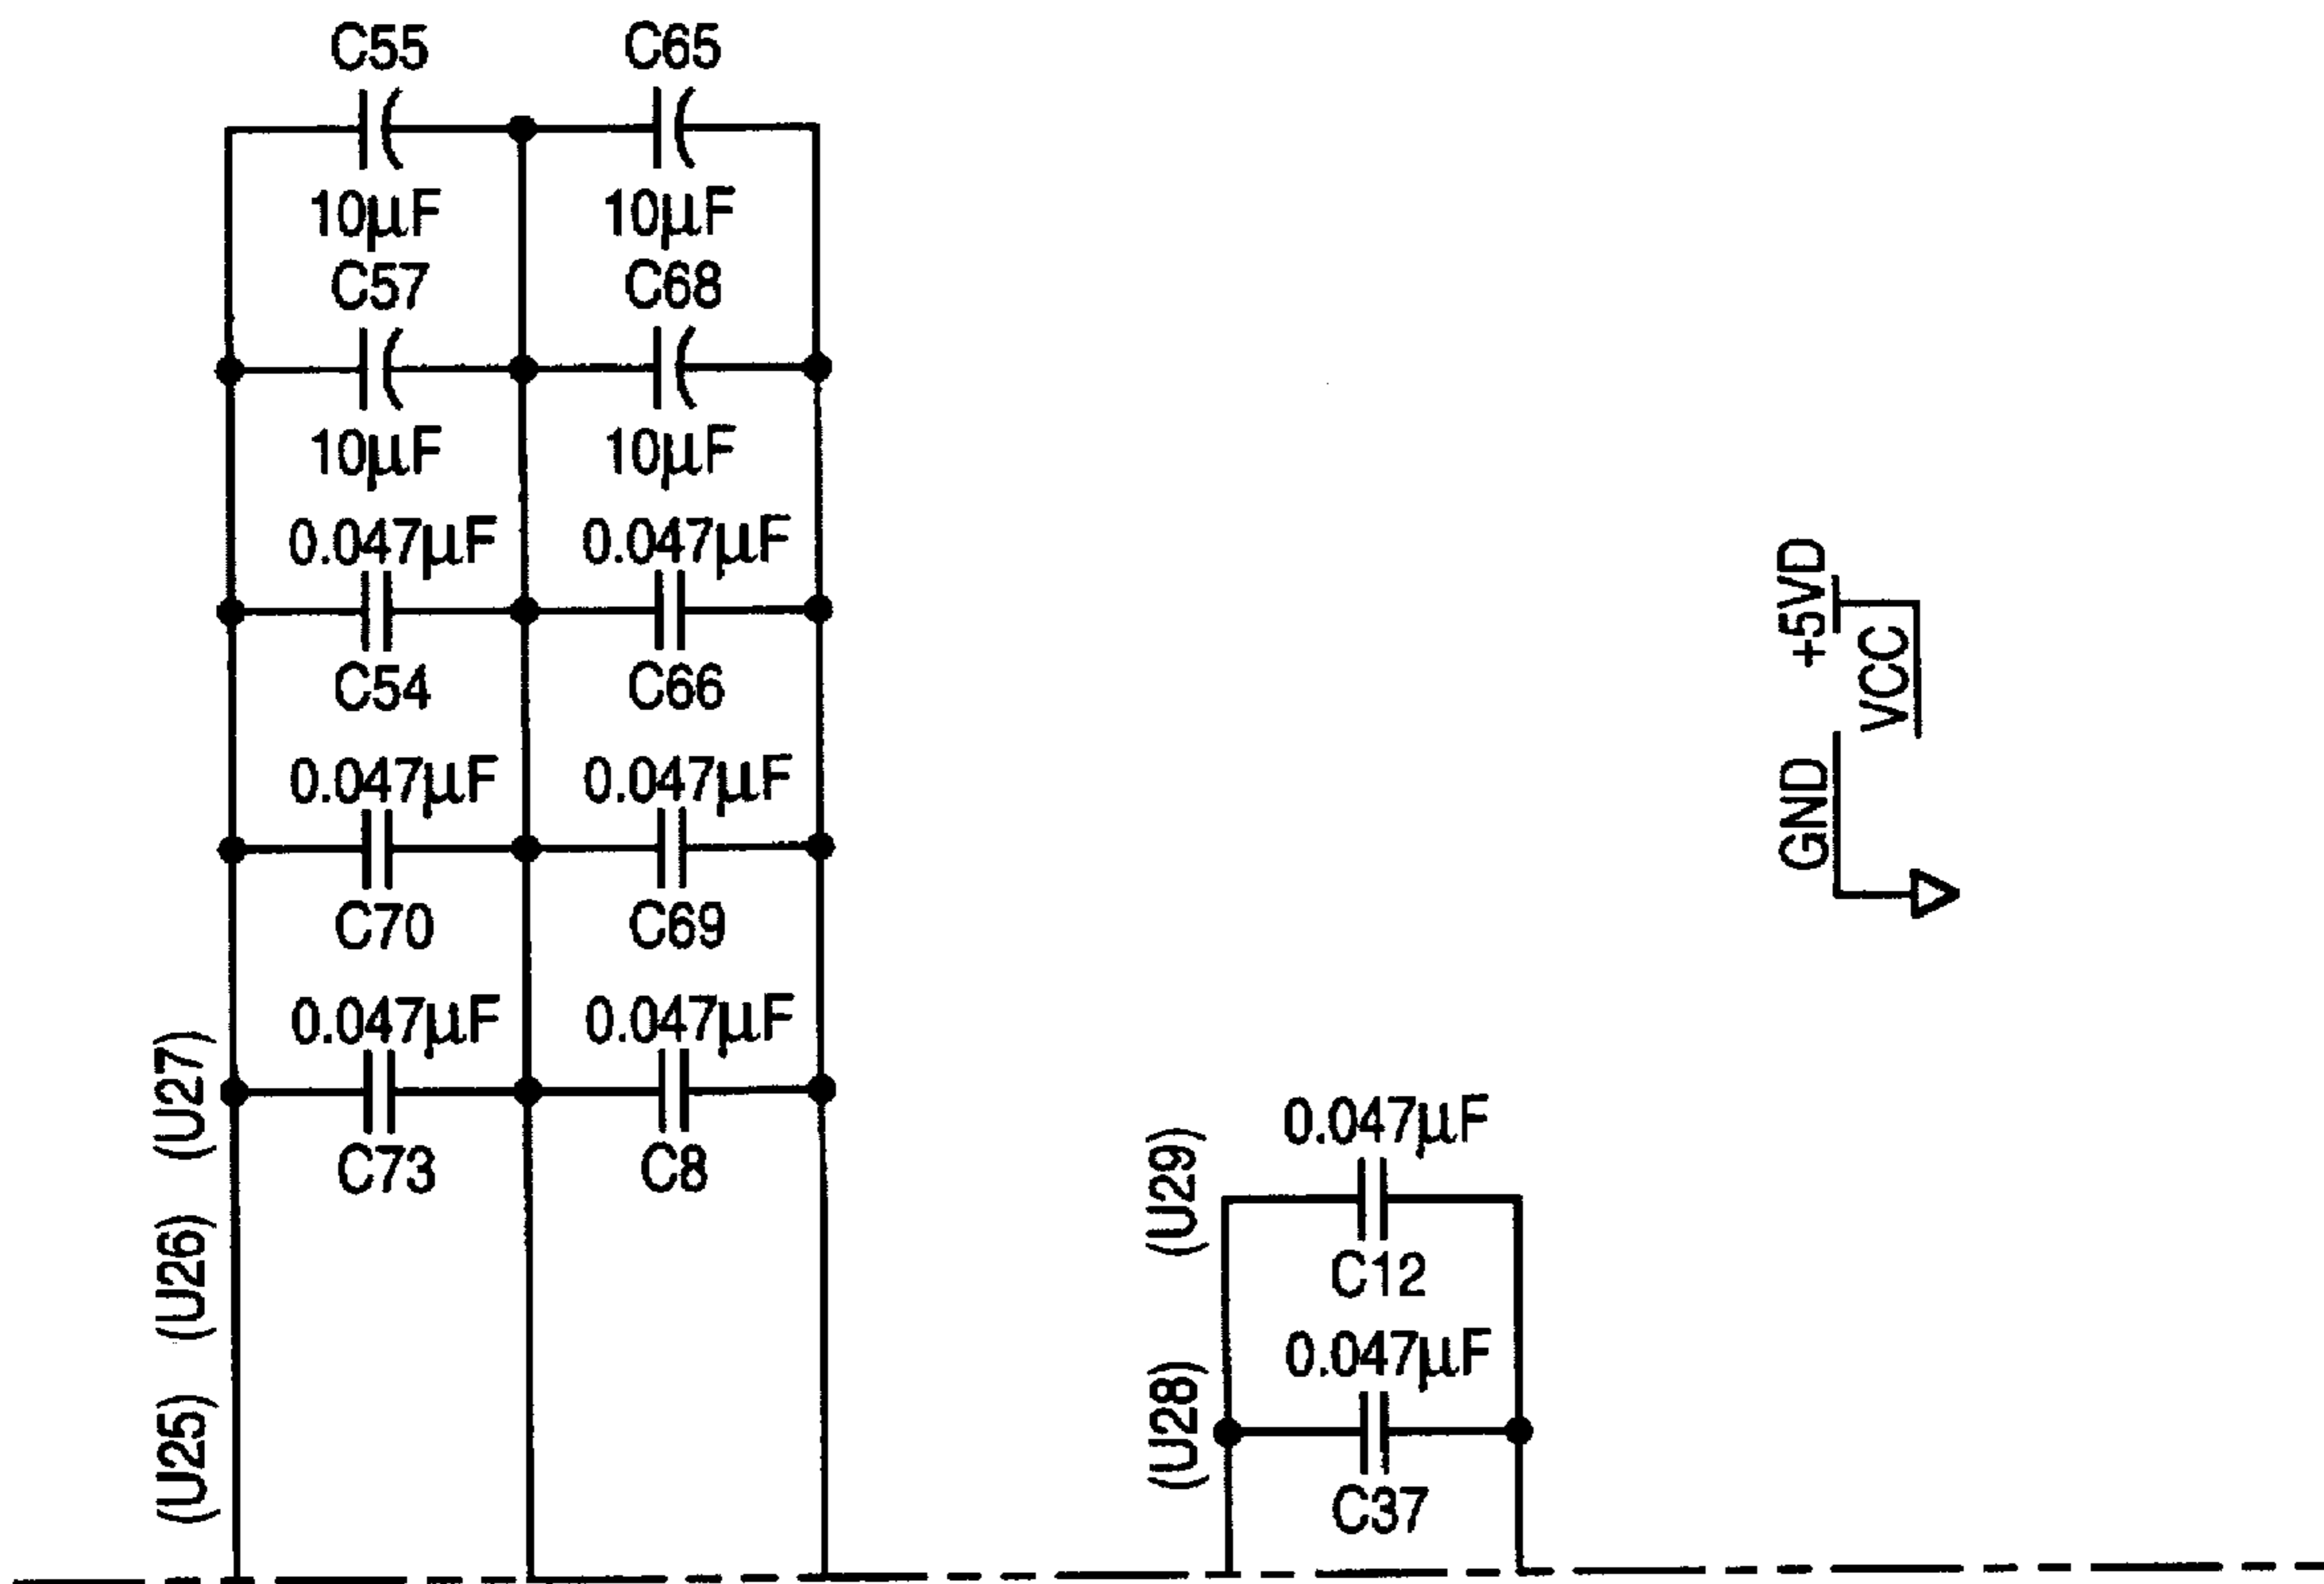 C55 C65
10µF 10µF
C57 C68
10µF 10µF
0.047µF 0.047µF
C54 C66
0.047µF 0.047µF
C70 C69
0.047µF 0.047µF
C73 C8
(U27)
(U26)
(U25)
0.047µF
(U29)
C12
0.047µF
(U28)
C37
+5VD
VCC
GND